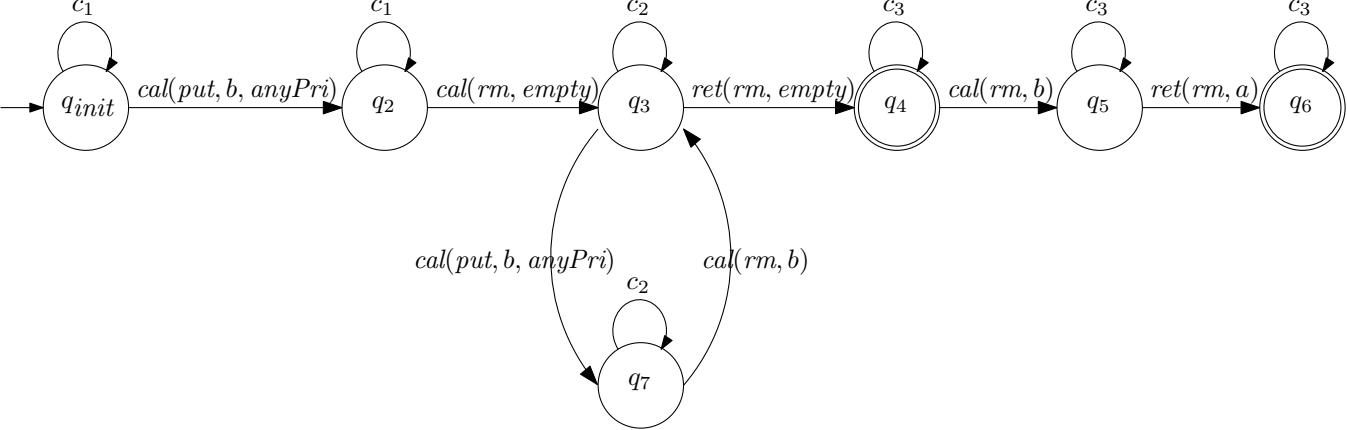 c₁ c₁ c₂ c₃ c₃ c₃
cal(put, b, anyPri) cal(rm, empty) ret(rm, empty) cal(rm, b) ret(rm, a)
q_init q₂ q₃ q₄ q₅ q₆
cal(put, b, anyPri) cal(rm, b)
c₂
q₇